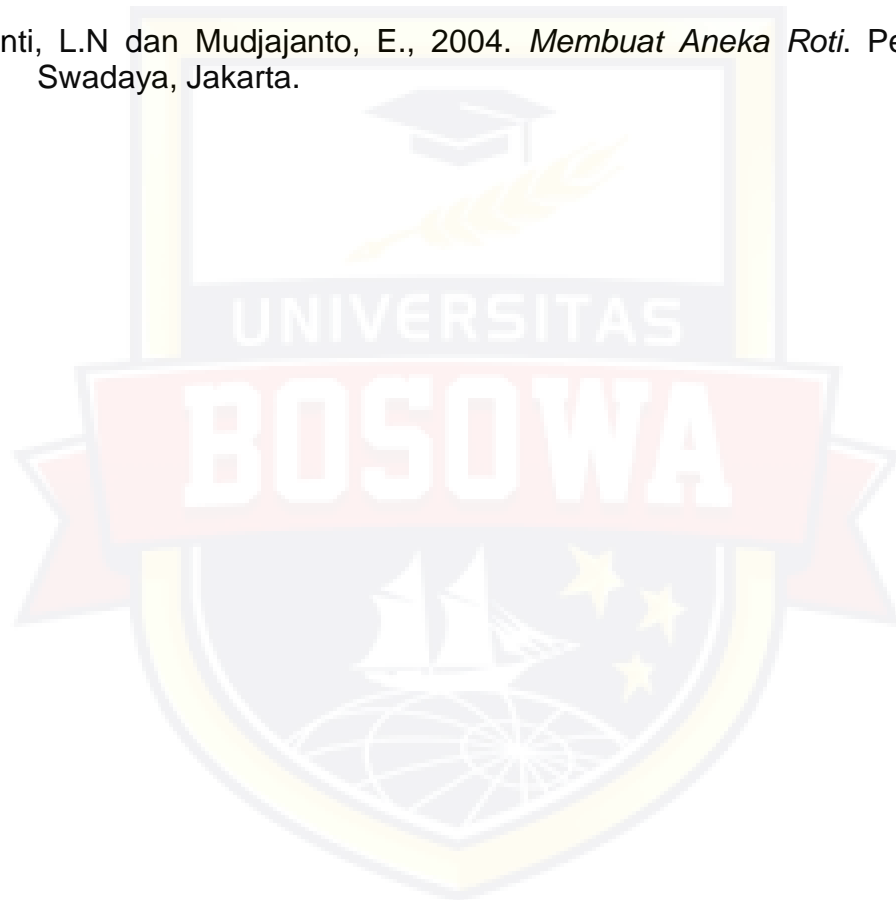 nti, L.N dan Mudjajanto, E., 2004. Membuat Aneka Roti. Pe
Swadaya, Jakarta.
UNIVERSITAS
BOSOWA